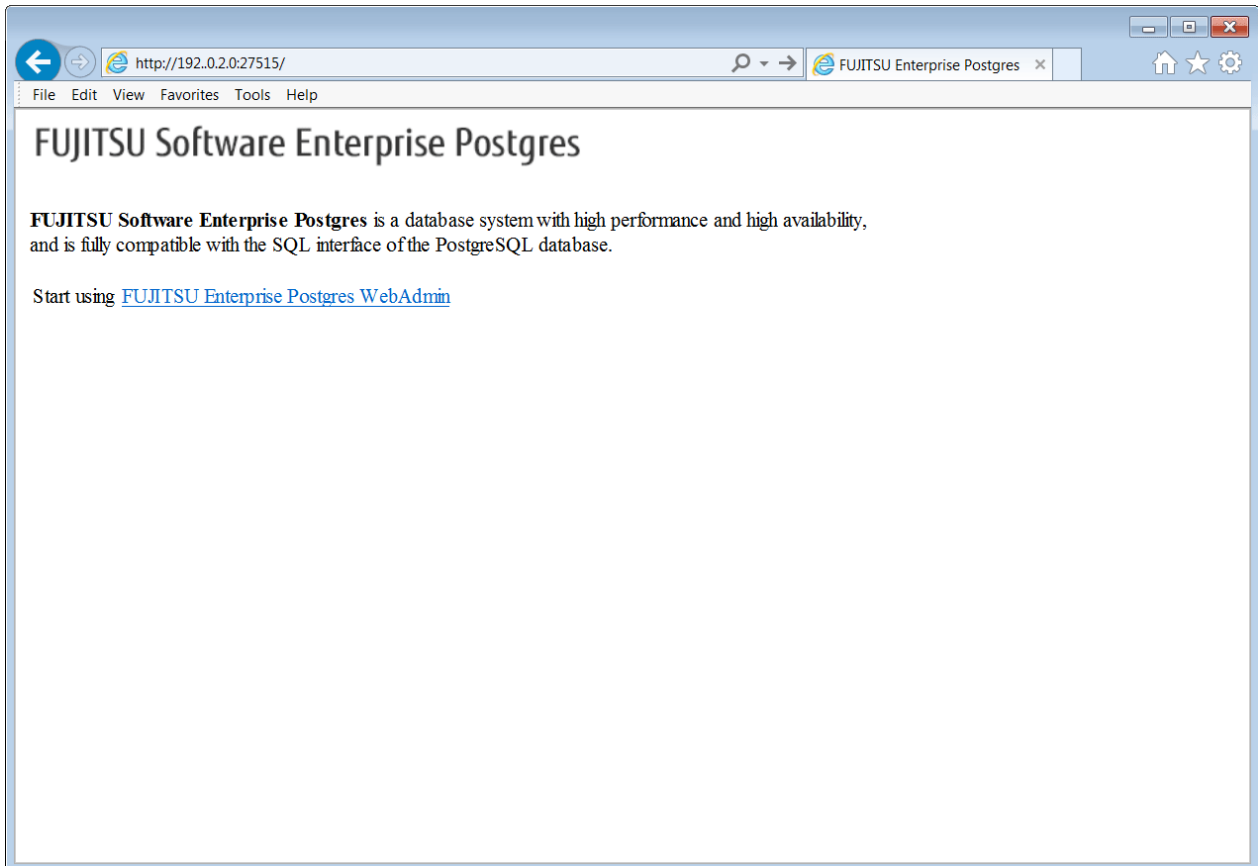 http://192..0.2.0:27515/
FUJITSU Enterprise Postgres
File Edit View Favorites Tools Help
FUJITSU Software Enterprise Postgres
FUJITSU Software Enterprise Postgres is a database system with high performance and high availability,
and is fully compatible with the SQL interface of the PostgreSQL database.
Start using FUJITSU Enterprise Postgres WebAdmin